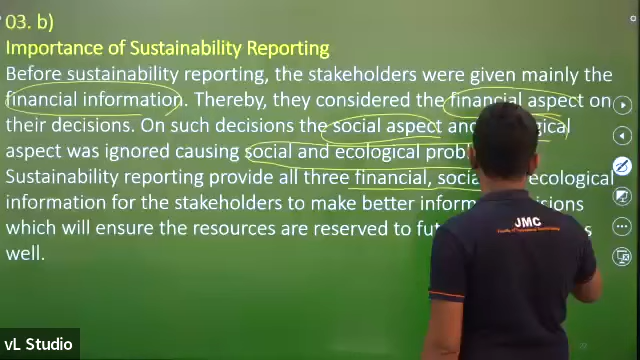 03. b)
Importance of Sustainability Reporting
Before sustainability reporting, the stakeholders were given mainly the
financial information. Thereby, they considered the financial aspect on
their decisions. On such decisions the social aspect and
aspect was ignored causing social and ecological
Sustainability reporting provide all three financial, ecological
information for the stakeholders to make better
which will ensure the resources are reserved to
well.
JMC
vL Studio